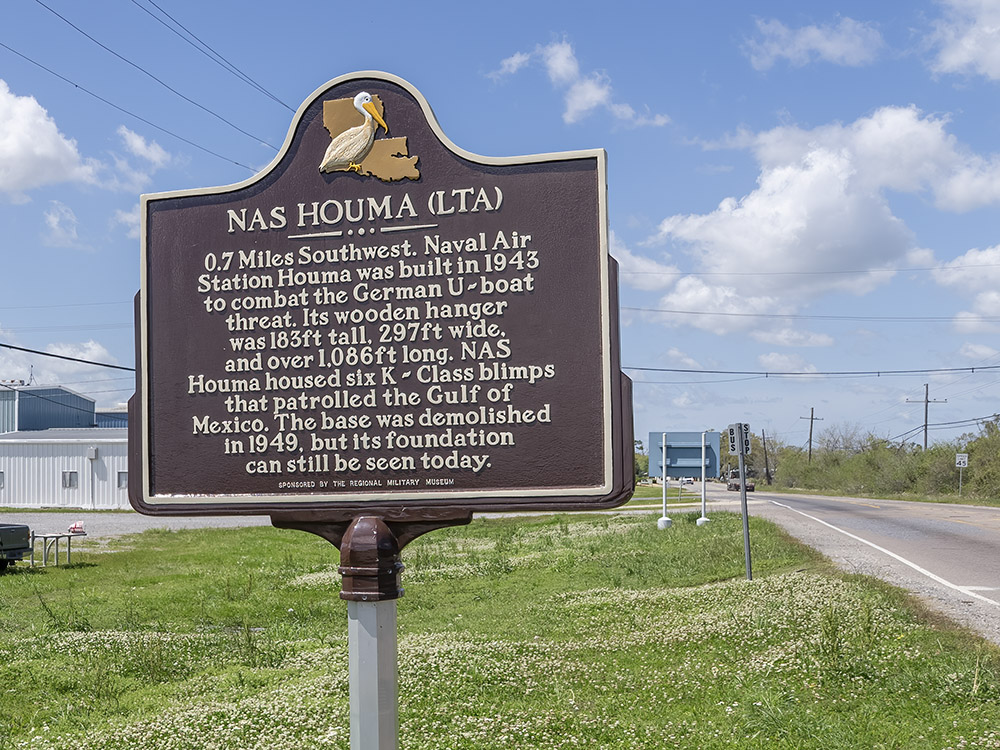 NAS HOUMA (LTA)
0.7 Miles Southwest. Naval Air
Station Houma was built in 1943
to combat the German U-boat
threat. Its wooden hanger
was 183ft tall, 297ft wide,
and over 1,086ft long. NAS
Houma housed six K-Class blimps
that patrolled the Gulf of
Mexico. The base was demolished
in 1949, but its foundation
can still be seen today.
SPONSORED BY THE REGIONAL MILITARY MUSEUM
BUS
STOP
45